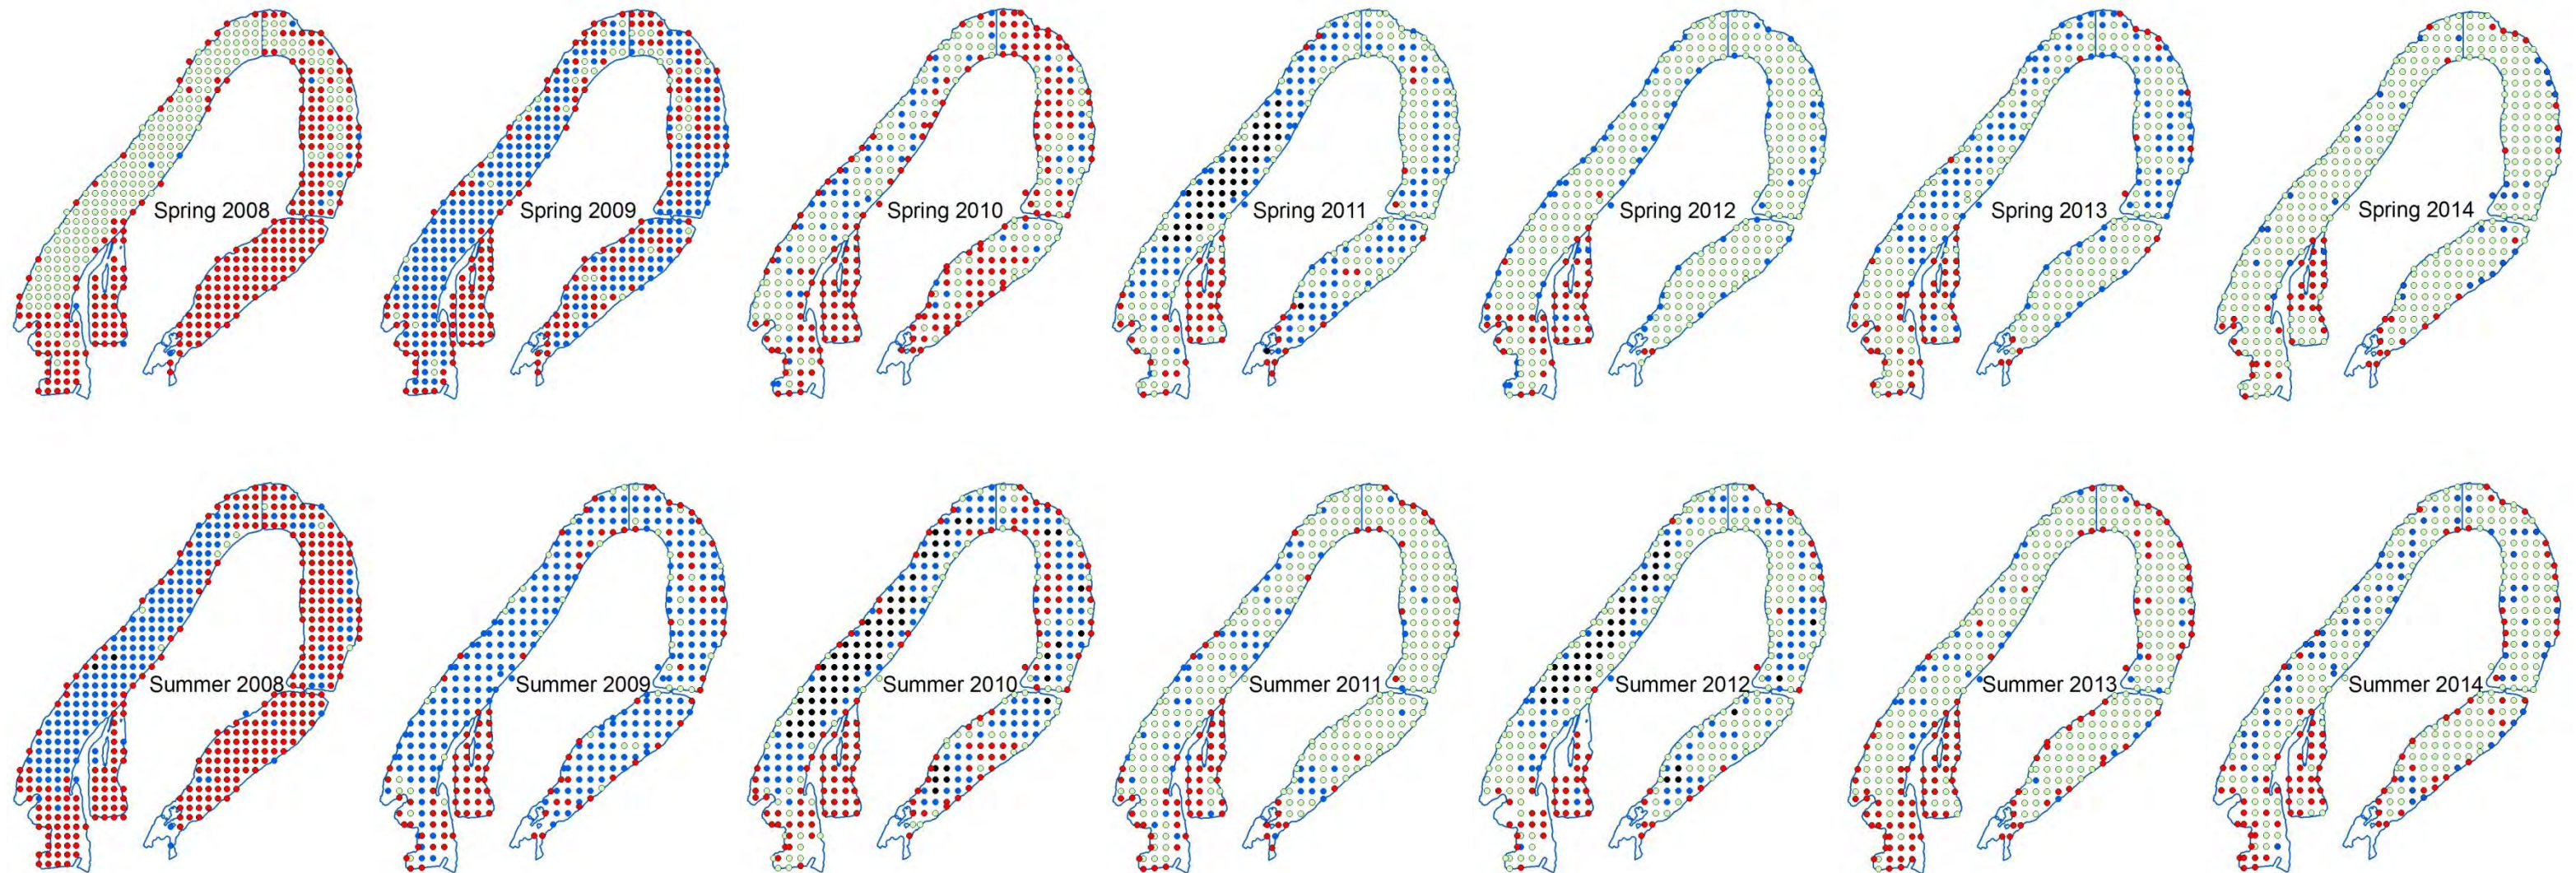 Spring 2008
Spring 2009
Spring 2010
Spring 2011
Spring 2012
Spring 2013
Spring 2014
Summer 2008
Summer 2009
Summer 2010
Summer 2011
Summer 2012
Summer 2013
Summer 2014